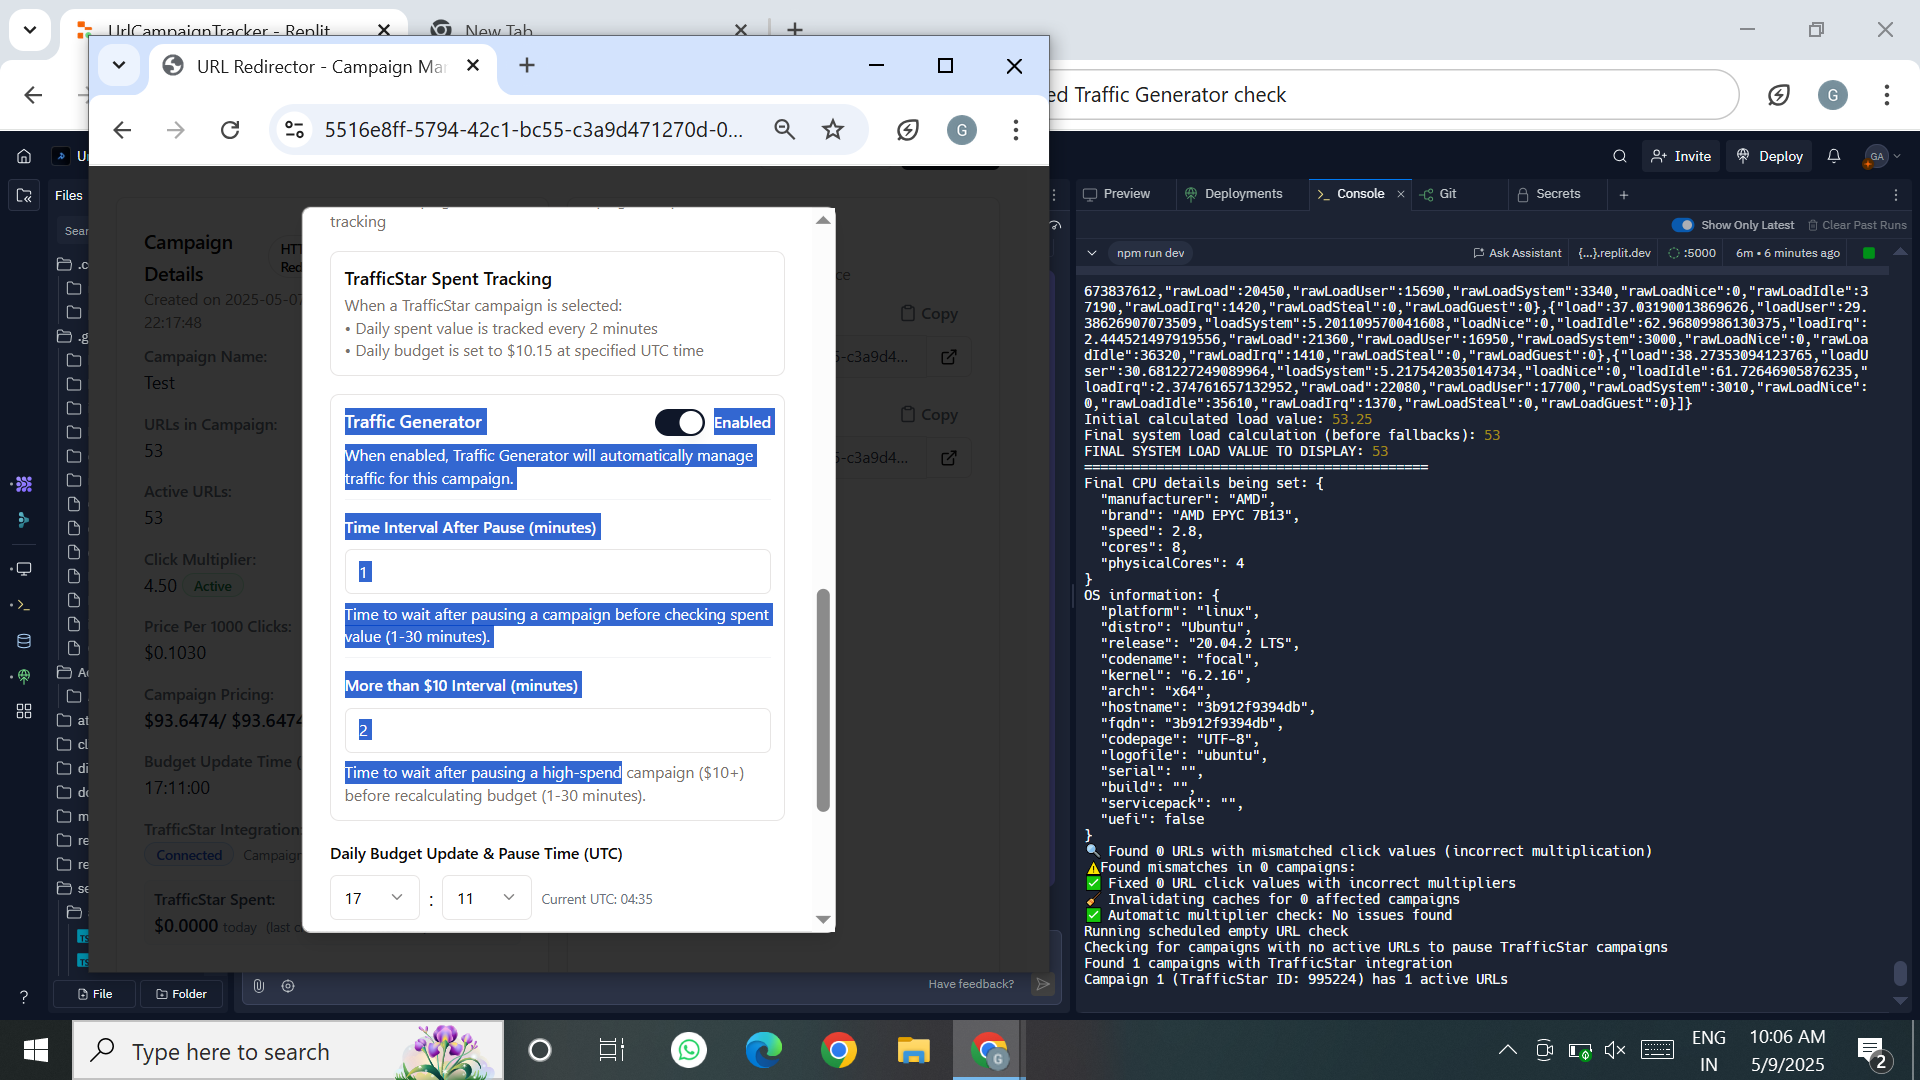 UrlCampaignTracker - Replit
New Tab
URL Redirector - Campaign Ma
5516e8ff-5794-42c1-bc55-c3a9d471270d-0...
G
ed Traffic Generator check
G
Invite
Deploy
GA
Files
Preview
Deployments
Console
Git
Secrets
Show Only Latest
Clear Past Runs
npm run dev
Ask Assistant
{...}.replit.dev
:5000
6m • 6 minutes ago
Campaign Details
Created on 2025-05-07 22:17:48
Campaign Name:
Test
URLs in Campaign:
53
Active URLs:
53
Click Multiplier:
4.50 Active
Price Per 1000 Clicks:
$0.1030
Campaign Pricing:
$93.6474/ $93.6474
Budget Update Time (
17:11:00
TrafficStar Integration:
Connected Campaign
TrafficStar Spent:
$0.0000 today (last c
Copy
5-c3a9d4...
Copy
5-c3a9d4...
tracking
TrafficStar Spent Tracking
When a TrafficStar campaign is selected:
• Daily spent value is tracked every 2 minutes
• Daily budget is set to $10.15 at specified UTC time
Traffic Generator
Enabled
When enabled, Traffic Generator will automatically manage
traffic for this campaign.
Time Interval After Pause (minutes)
1
Time to wait after pausing a campaign before checking spent
value (1-30 minutes).
More than $10 Interval (minutes)
2
Time to wait after pausing a high-spend campaign ($10+)
before recalculating budget (1-30 minutes).
Daily Budget Update & Pause Time (UTC)
17 : 11 Current UTC: 04:35
673837612,"rawLoad":20450,"rawLoadUser":15690,"rawLoadSystem":3340,"rawLoadNice":0,"rawLoadIdle":3
7190,"rawLoadIrq":1420,"rawLoadSteal":0,"rawLoadGuest":0},{"load":37.03190013869626,"loadUser":29.
38626907073509,"loadSystem":5.201109570041608,"loadNice":0,"loadIdle":62.96809986130375,"loadIrq":
2.444521497919556,"rawLoad":21360,"rawLoadUser":16950,"rawLoadSystem":3000,"rawLoadNice":0,"rawLoa
dIdle":36320,"rawLoadIrq":1410,"rawLoadSteal":0,"rawLoadGuest":0},{"load":38.27353094123765,"loadU
ser":30.681227249089964,"loadSystem":5.217542035014734,"loadNice":0,"loadIdle":61.72646905876235,"
loadIrq":2.374761657132952,"rawLoad":22080,"rawLoadUser":17700,"rawLoadSystem":3010,"rawLoadNice":
0,"rawLoadIdle":35610,"rawLoadIrq":1370,"rawLoadSteal":0,"rawLoadGuest":0}]}
Initial calculated load value: 53.25
Final system load calculation (before fallbacks): 53
FINAL SYSTEM LOAD VALUE TO DISPLAY: 53
==========================================
Final CPU details being set: {
"manufacturer": "AMD",
"brand": "AMD EPYC 7B13",
"speed": 2.8,
"cores": 8,
"physicalCores": 4
}
OS information: {
"platform": "linux",
"distro": "Ubuntu",
"release": "20.04.2 LTS",
"codename": "focal",
"kernel": "6.2.16",
"arch": "x64",
"hostname": "3b912f9394db",
"fqdn": "3b912f9394db",
"codepage": "UTF-8",
"logofile": "ubuntu",
"serial": "",
"build": "",
"servicepack": "",
"uefi": false
}
🔍 Found 0 URLs with mismatched click values (incorrect multiplication)
⚠️Found mismatches in 0 campaigns:
✅ Fixed 0 URL click values with incorrect multipliers
🧹 Invalidating caches for 0 affected campaigns
✅ Automatic multiplier check: No issues found
Running scheduled empty URL check
Checking for campaigns with no active URLs to pause TrafficStar campaigns
Found 1 campaigns with TrafficStar integration
Campaign 1 (TrafficStar ID: 995224) has 1 active URLs
File
Folder
Have feedback?
Type here to search
ENG
IN
10:06 AM
5/9/2025
2